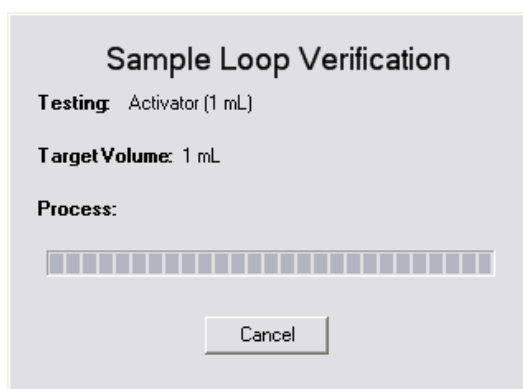 Sample Loop Verification
Testing: Activator (1 mL)
Target Volume: 1 mL
Process:
Cancel